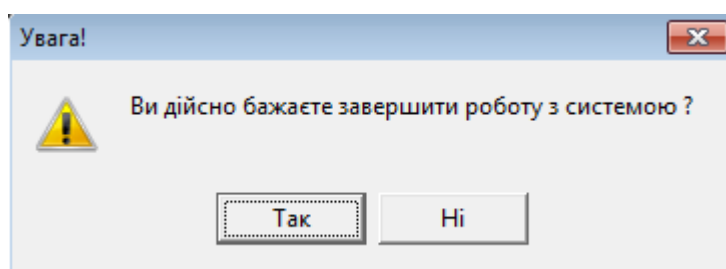 Увага!
Ви дійсно бажаєте завершити роботу з системою ?
Так Ні